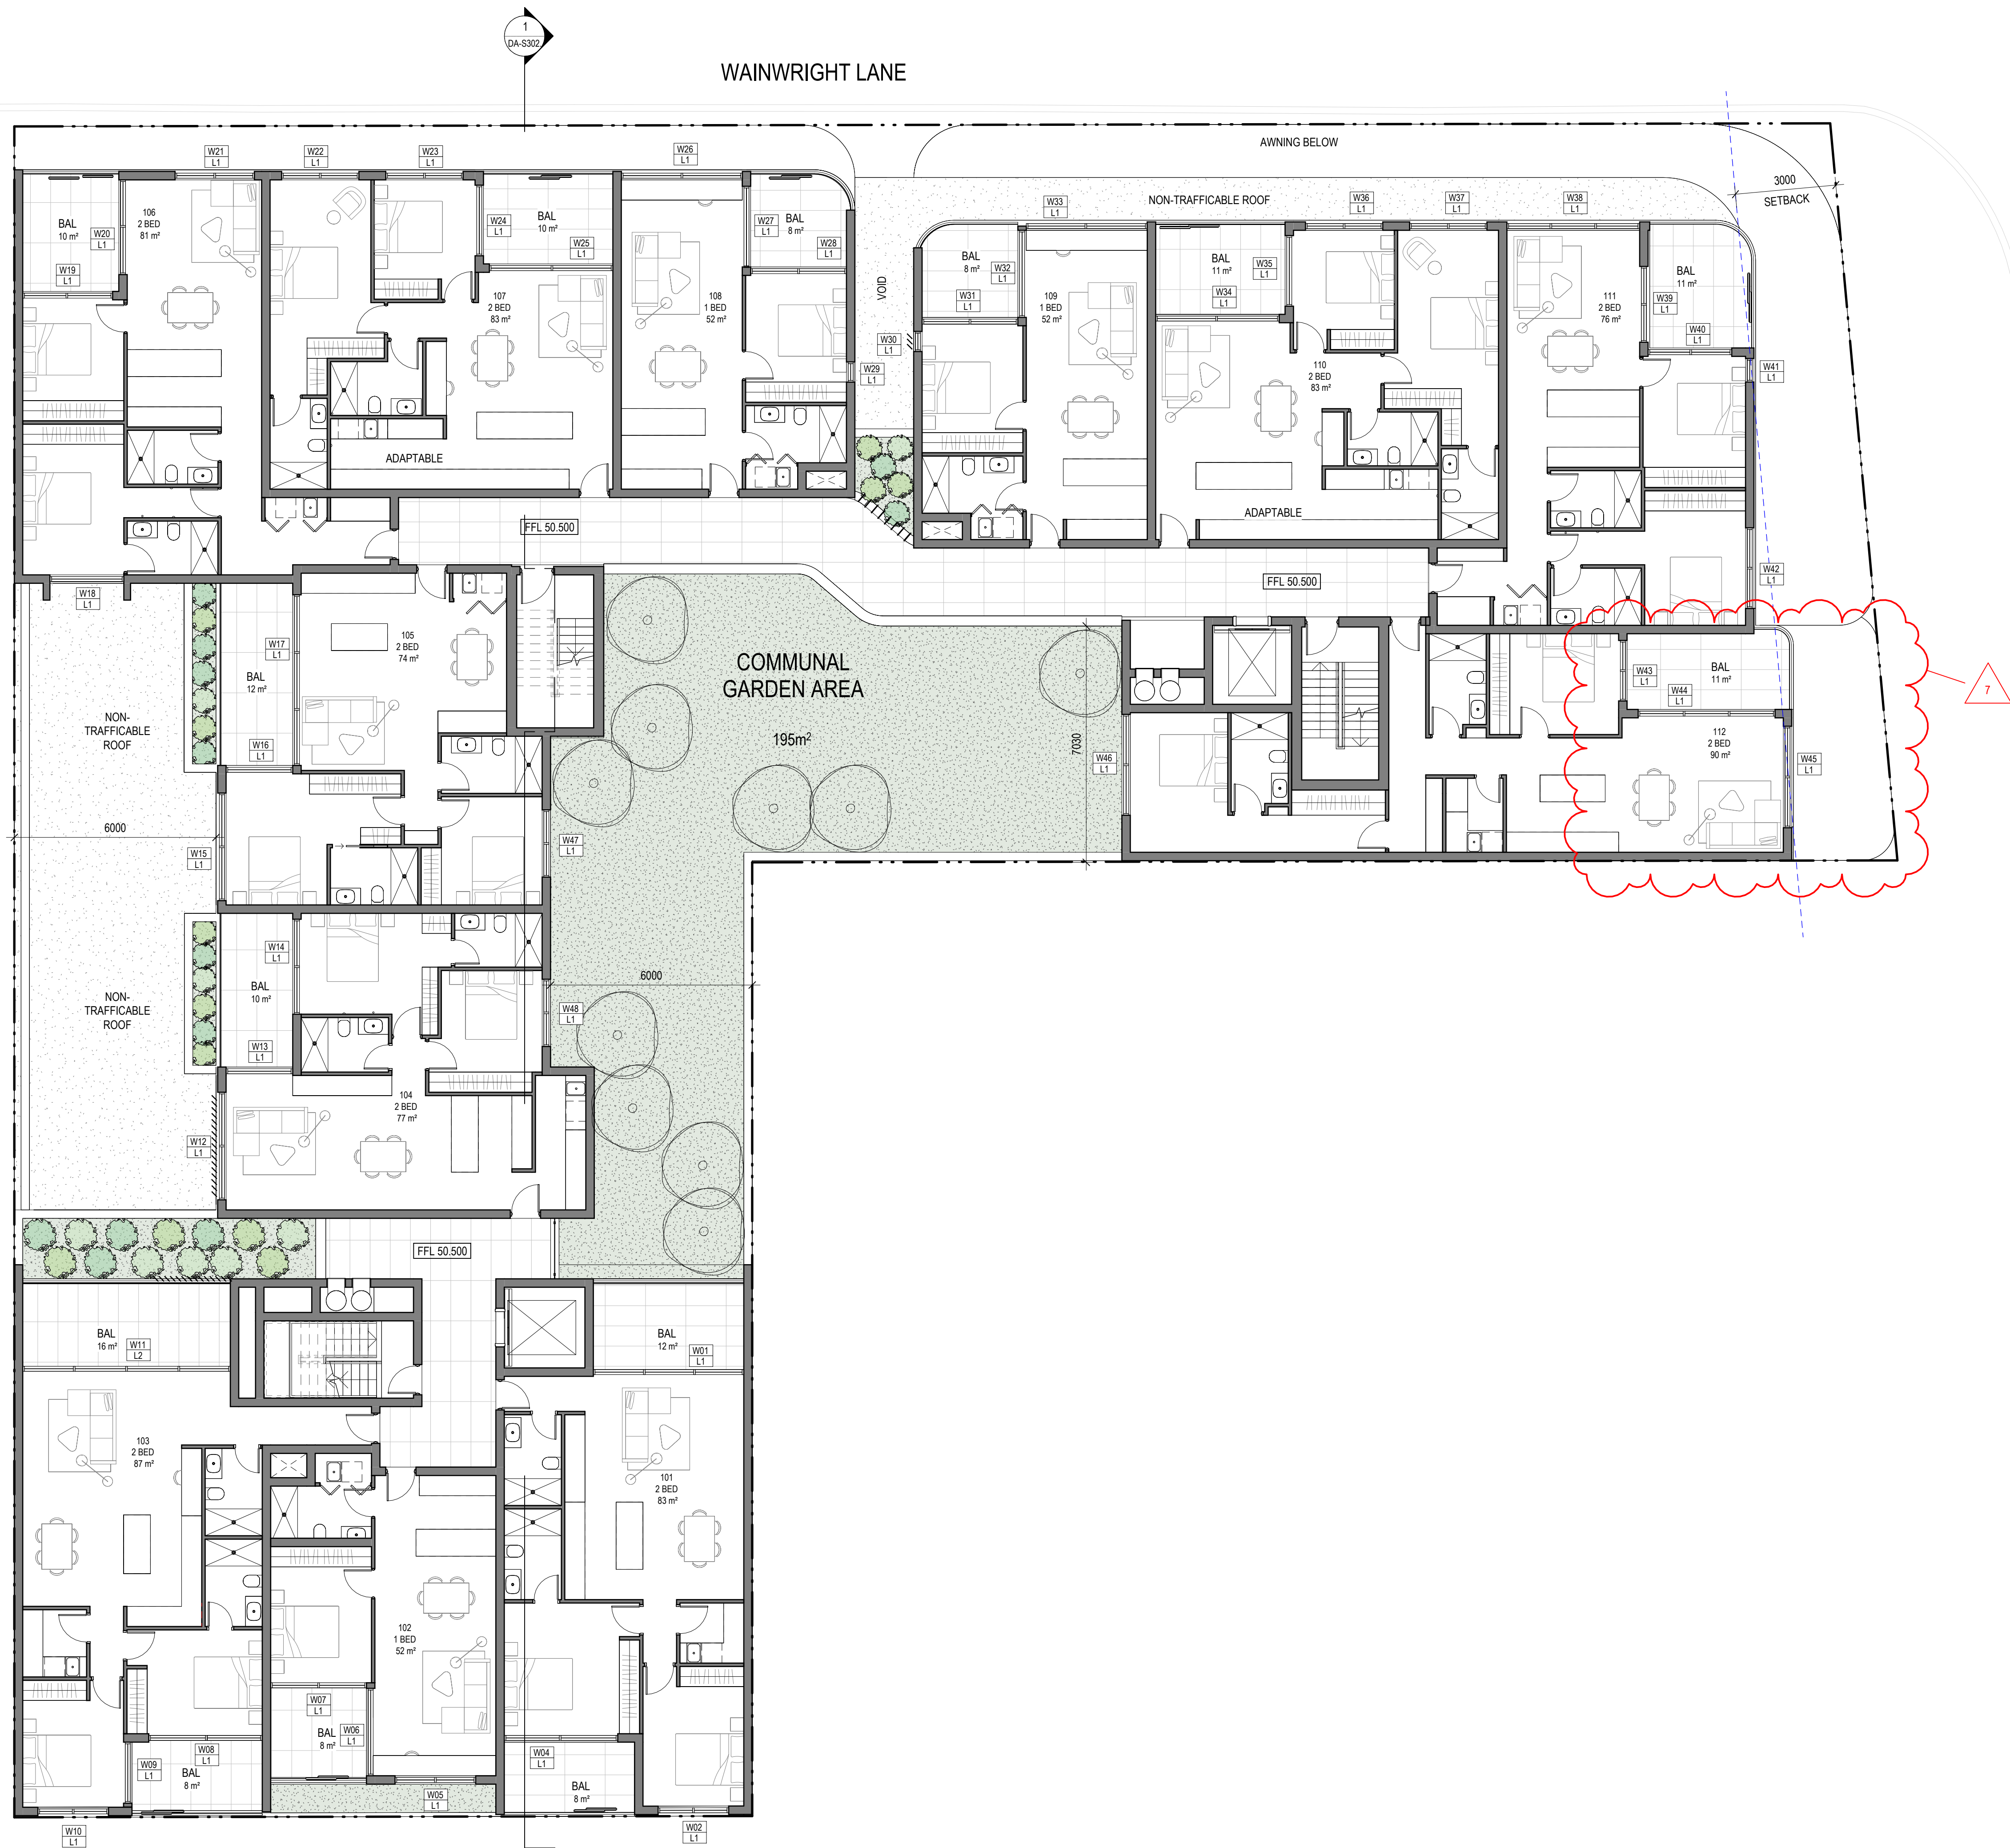 1
DA-S302
WAINWRIGHT LANE
AWNING BELOW
3000
SETBACK
NON-TRAFFICABLE ROOF
W21
L1
W22
L1
W23
L1
W26
L1
BAL
10 m²
W20
L1
W19
L1
106
2 BED
81 m²
W24
L1
BAL
10 m²
W25
L1
107
2 BED
83 m²
ADAPTABLE
108
1 BED
52 m²
W27
L1
BAL
8 m²
W28
L1
W29
L1
VOID
W30
L1
W33
L1
BAL
8 m²
W32
L1
W31
L1
109
1 BED
52 m²
BAL
11 m²
W35
L1
W34
L1
W36
L1
W37
L1
110
2 BED
83 m²
ADAPTABLE
W38
L1
111
2 BED
76 m²
BAL
11 m²
W39
L1
W40
L1
W41
L1
W42
L1
FFL 50.500
FFL 50.500
W18
L1
W17
L1
BAL
12 m²
W16
L1
105
2 BED
74 m²
NON-
TRAFFICABLE
ROOF
COMMUNAL
GARDEN AREA
195m²
7030
W46
L1
W43
L1
BAL
11 m²
W44
L1
112
2 BED
90 m²
W45
L1
7
6000
W15
L1
W47
L1
W14
L1
BAL
10 m²
W13
L1
NON-
TRAFFICABLE
ROOF
6000
W48
L1
104
2 BED
77 m²
W12
L1
FFL 50.500
BAL
16 m²
W11
L2
BAL
12 m²
W01
L1
103
2 BED
87 m²
101
2 BED
83 m²
102
1 BED
52 m²
W07
L1
BAL
8 m²
W06
L1
W09
L1
W08
L1
BAL
8 m²
W04
L1
BAL
8 m²
W05
L1
W10
L1
W02
L1